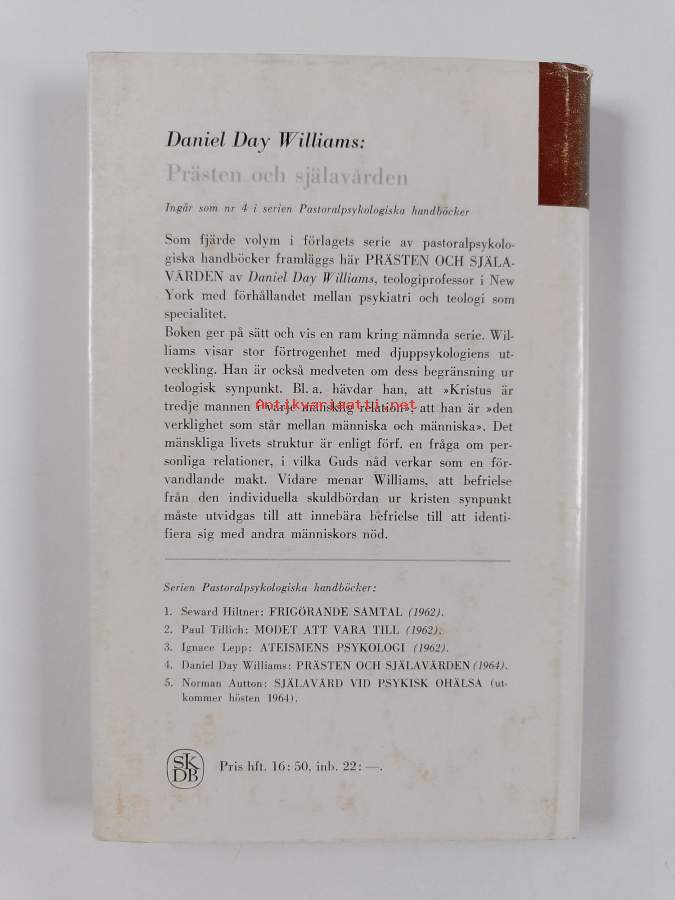 Daniel Day Williams:
Prästen och själavården
Ingår som nr 4 i serien Pastoralpsykologiska handböcker
Som fjärde volym i förlagets serie av pastoralpsykolo-
giska handböcker framläggs här PRÄSTEN OCH SJÄLA-
VÅRDEN av Daniel Day Williams, teologiprofessor i New
York med förhållandet mellan psykiatri och teologi som
specialitet.
Boken ger på sätt och vis en ram kring nämnda serie. Wil-
liams visar stor förtrogenhet med djuppsykologiens ut-
veckling. Han är också medveten om dess begränsning ur
teologisk synpunkt. Bl. a. hävdar han, att »Kristus är
tredje mannen i varje mänsklig relation», att han är »den
Antikvariaatti.net
verklighet som står mellan människa och människa». Det
mänskliga livets struktur är enligt förf. en fråga om per-
sonliga relationer, i vilka Guds nåd verkar som en för-
vandlande makt. Vidare menar Williams, att befrielse
från den individuella skuldbördan ur kristen synpunkt
måste utvidgas till att innebära befrielse till att identi-
fiera sig med andra människors nöd.
Serien Pastoralpsykologiska handböcker:
1. Seward Hiltner: FRIGÖRANDE SAMTAL (1962).
2. Paul Tillich: MODET ATT VARA TILL (1962).
3. Ignace Lepp: ATEISMENS PSYKOLOGI (1962).
4. Daniel Day Williams: PRÄSTEN OCH SJÄLAVÅRDEN (1964).
5. Norman Autton: SJÄLAVÅRD VID PSYKISK OHÄLSA (ut-
kommer hösten 1964).
SK
DB
Pris hft. 16: 50, inb. 22: —.